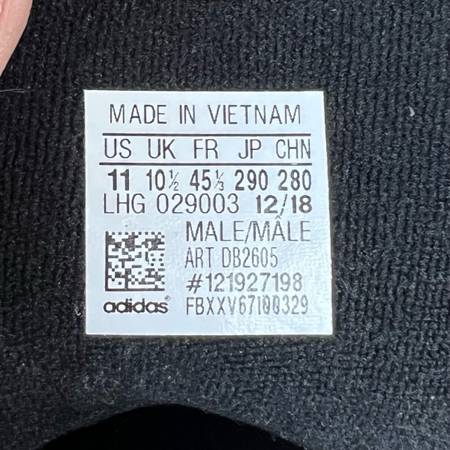 MADE IN VIETNAM
US UK FR JP CHN
11 10½ 45⅓ 290 280
LHG 029003 12/18
MALE/MÂLE
ART DB2605
#121927198
adidas® FBXXV67100329